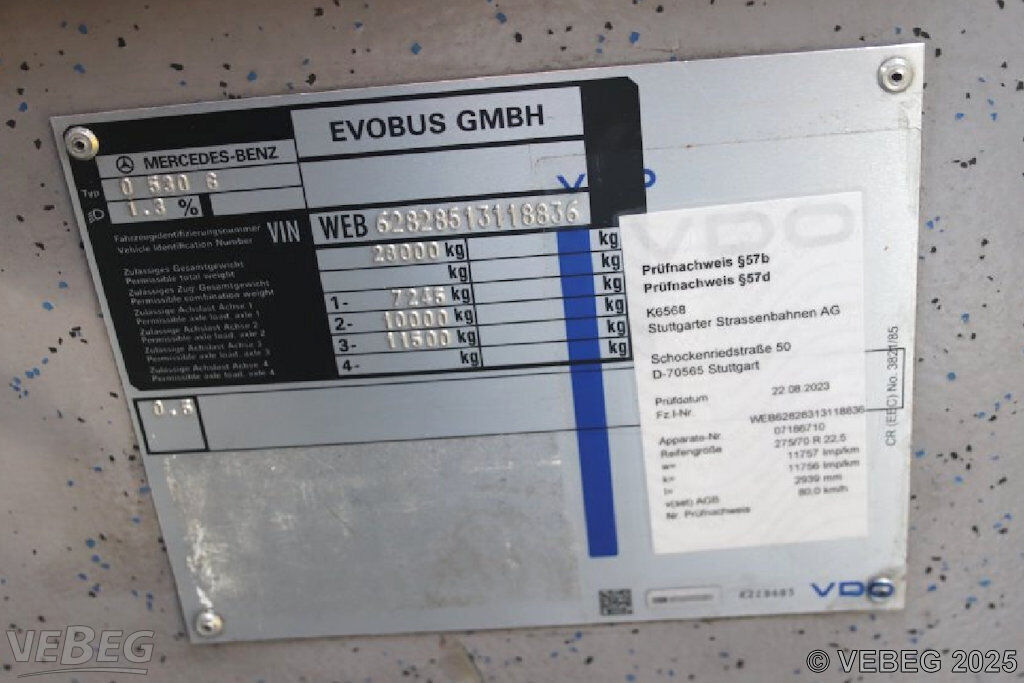 EVOBUS GMBH
MERCEDES-BENZ
Typ O 530 G
1.3 %
Fahrzeugidentifizierungsnummer
Vehicle Identification Number
VIN WEB 62828513118836
Zulässiges Gesamtgewicht
Permissible total weight
28000 kg kg
Zulässiges Zug Gesamtgewicht
Permissible combination weight
kg kg
Zulässige Achslast Achse 1
Permissible axle load, axle 1
1- 7245 kg kg
Zulässige Achslast Achse 2
Permissible axle load, axle 2
2- 10000 kg kg
Zulässige Achslast Achse 3
Permissible axle load, axle 3
3- 11500 kg kg
Zulässige Achslast Achse 4
Permissible axle load, axle 4
4- kg kg
VDO
Prüfnachweis §57b
Prüfnachweis §57d
K6568
Stuttgarter Strassenbahnen AG
Schockenriedstraße 50
D-70565 Stuttgart
Prüfdatum 22.08.2023
Fz.I-Nr. WEB62828313118836
Apparate-Nr. 07186710
Reifengröße 275/70 R 22.5
w= 11757 Imp/km
k= 11756 Imp/km
l= 2939 mm
v(set) AGB 80,0 km/h
Nr. Prüfnachweis
CR (EEC) No. 3821/85
VDO
VEBEG
© VEBEG 2025